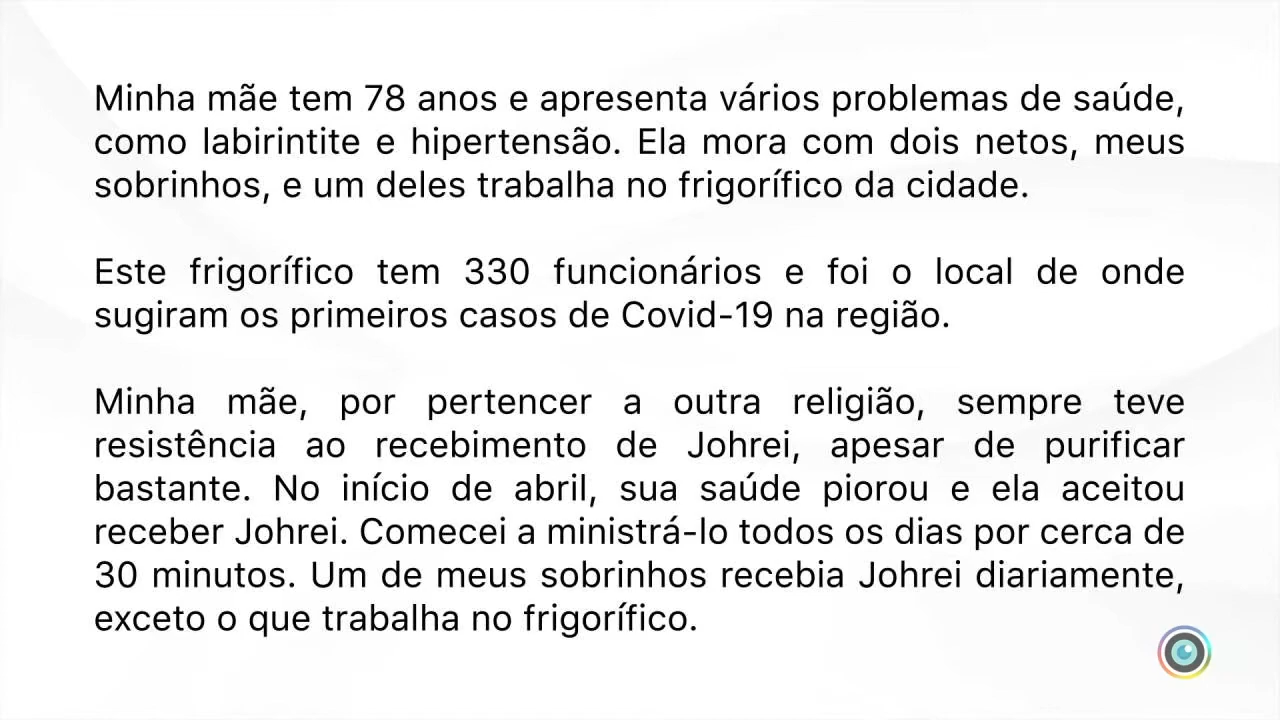 Minha mãe tem 78 anos e apresenta vários problemas de saúde,
como labirintite e hipertensão. Ela mora com dois netos, meus
sobrinhos, e um deles trabalha no frigorífico da cidade.
Este frigorífico tem 330 funcionários e foi o local de onde
sugiram os primeiros casos de Covid-19 na região.
Minha mãe, por pertencer a outra religião, sempre teve
resistência ao recebimento de Johrei, apesar de purificar
bastante. No início de abril, sua saúde piorou e ela aceitou
receber Johrei. Comecei a ministrá-lo todos os dias por cerca de
30 minutos. Um de meus sobrinhos recebia Johrei diariamente,
exceto o que trabalha no frigorífico.